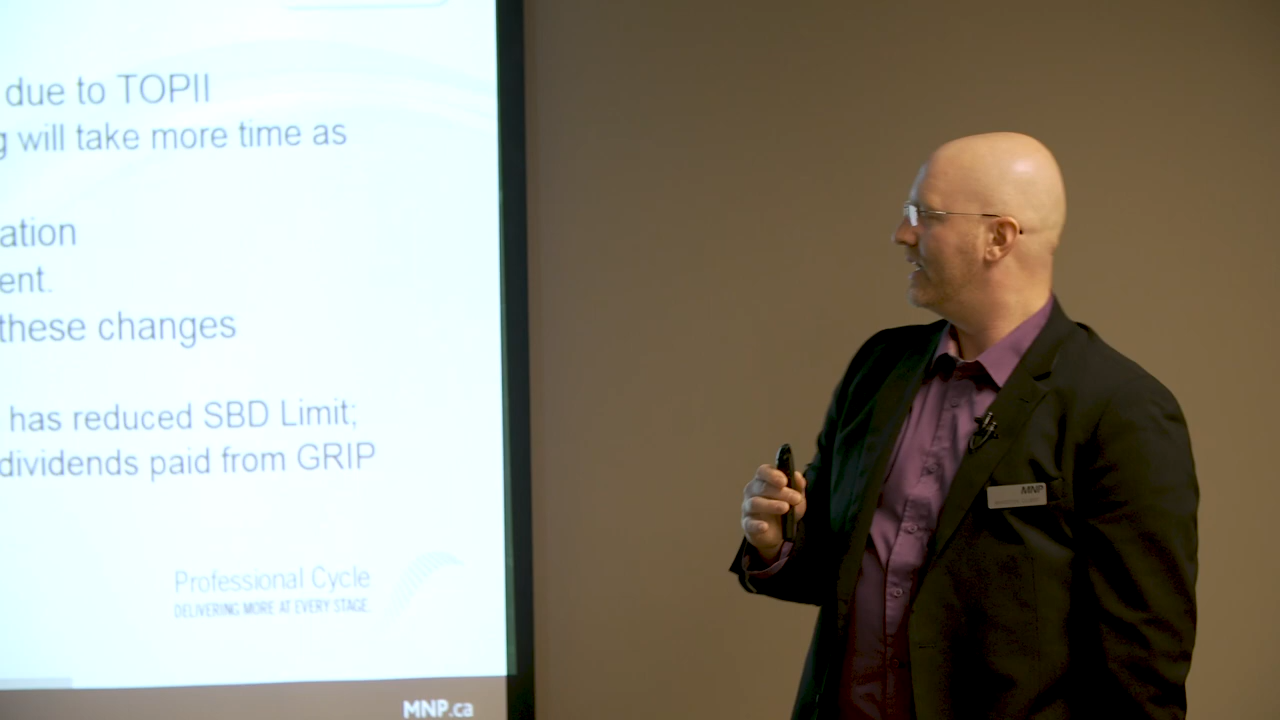 due to TOPII
will take more time as
ation
ent.
these changes
has reduced SBD Limit;
dividends paid from GRIP
Professional Cycle
DELIVERING MORE AT EVERY STAGE.
MNP.ca
MNP